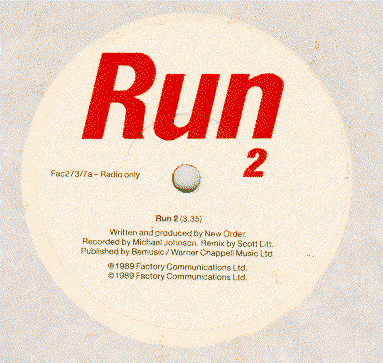 Run
2
Fac273/7a – Radio only
Run 2 (3.35)
Written and produced by New Order.
Recorded by Michael Johnson. Remix by Scott Litt.
Published by Bemusic / Warner Chappell Music Ltd.
℗ 1989 Factory Communications Ltd.
© 1989 Factory Communications Ltd.